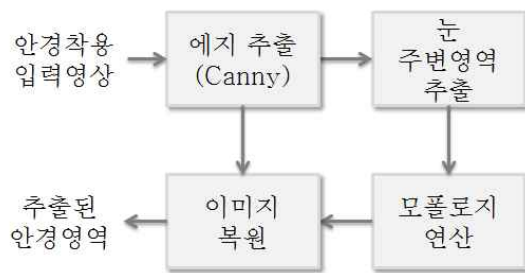 안경착용
입력영상
에지 추출
(Canny)
눈
주변영역
추출
추출된
안경영역
이미지
복원
모폴로지
연산